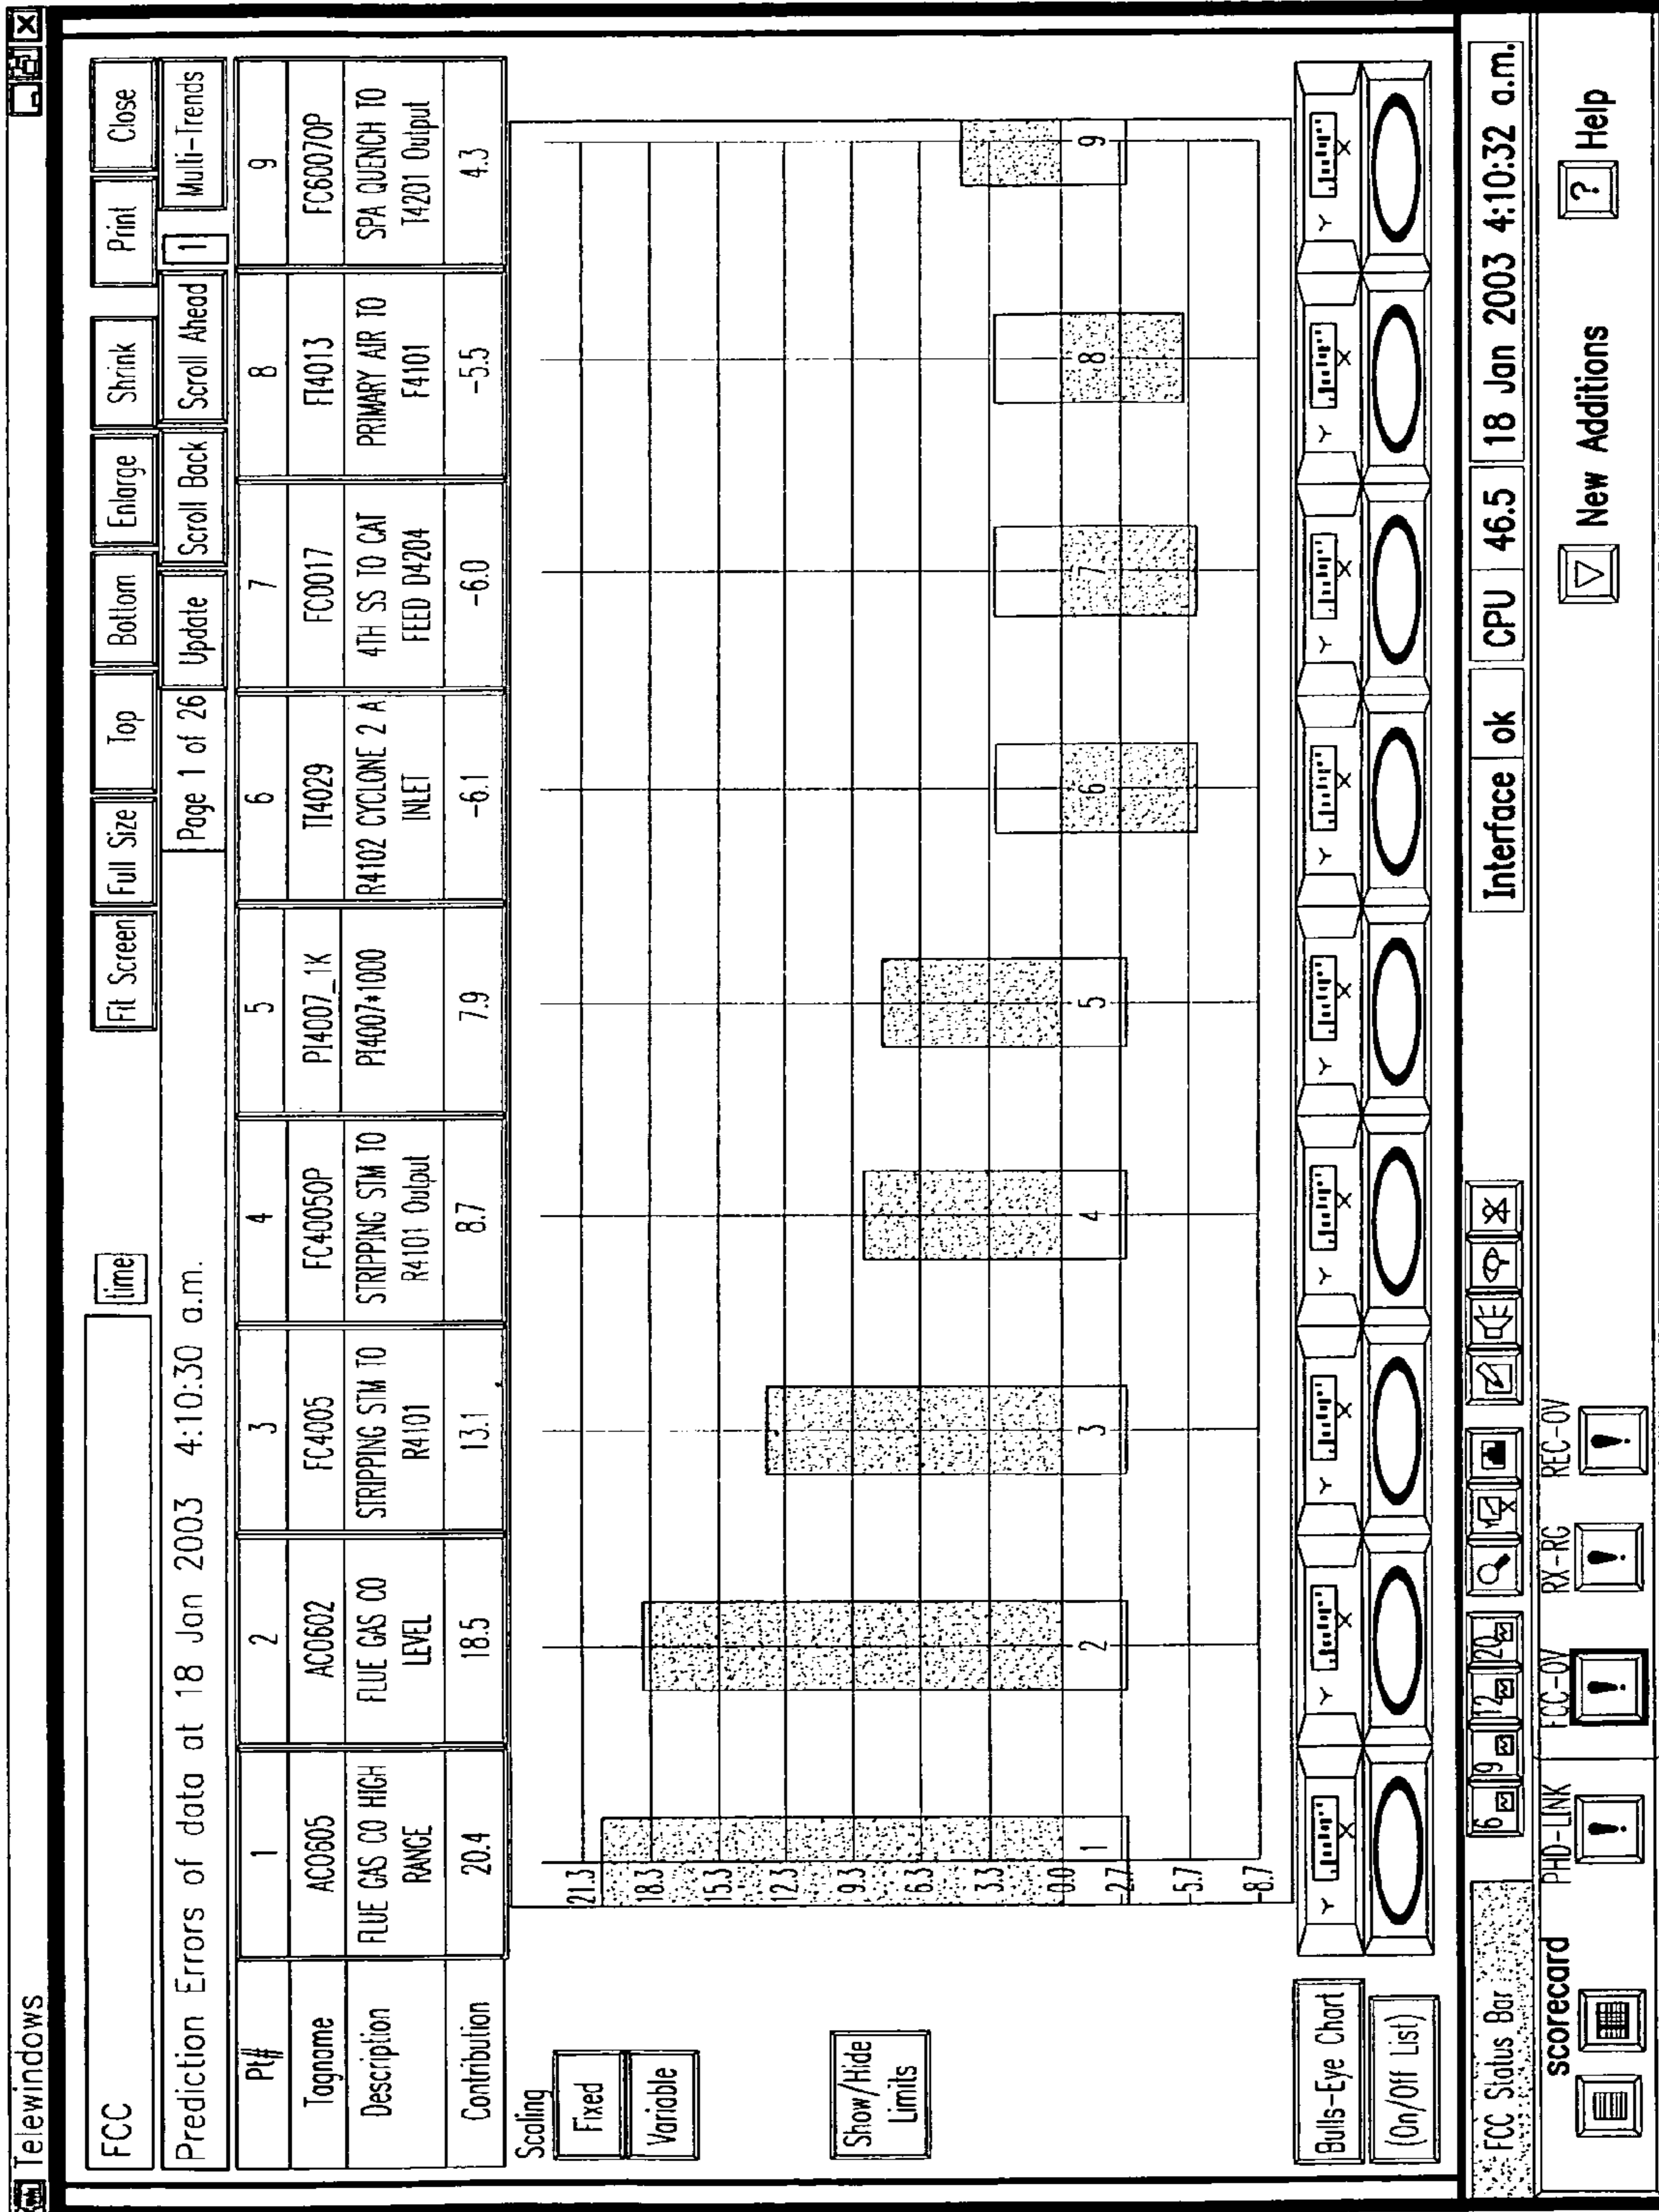 Telewindows
FCC
time
Fit Screen Full Size Top Bottom Enlarge Shrink Print Close
Prediction Errors of data at 18 Jan 2003 4:10:30 a.m.
Page 1 of 26 Update Scroll Back Scroll Ahead 1 Multi-Trends
Pt# 1 2 3 4 5 6 7 8 9
Tagname AC0605 AC0602 FC4005 FC4005OP PI4007_1K TI4029 FC0017 FI4013 FC6007OP
Description FLUE GAS CO HIGH RANGE FLUE GAS CO LEVEL STRIPPING STM TO R4101 STRIPPING STM TO R4101 Output PI4007*1000 R4102 CYCLONE 2 A INLET 4TH SS TO CAT FEED D4204 PRIMARY AIR TO F4101 SPA QUENCH TO T4201 Output
Contribution 20.4 18.5 13.1 8.7 7.9 -6.1 -6.0 -5.5 4.3
Scaling
Fixed
Variable
Show/Hide
Limits
21.3
18.3
15.3
12.3
9.3
6.3
3.3
0.0
-2.7
-5.7
-8.7
1 2 3 4 5 6 7 8 9
Bulls-Eye Chart
Y X Y X Y X Y X Y X Y X Y X Y X Y X
(On/Off List)
FCC Status Bar
6 9 12 20
Interface ok CPU 46.5 18 Jan 2003 4:10:32 a.m.
scorecard
PHD-LINK FCC-OV RX-RG REC-OV
! ! ! !
New Additions
? Help